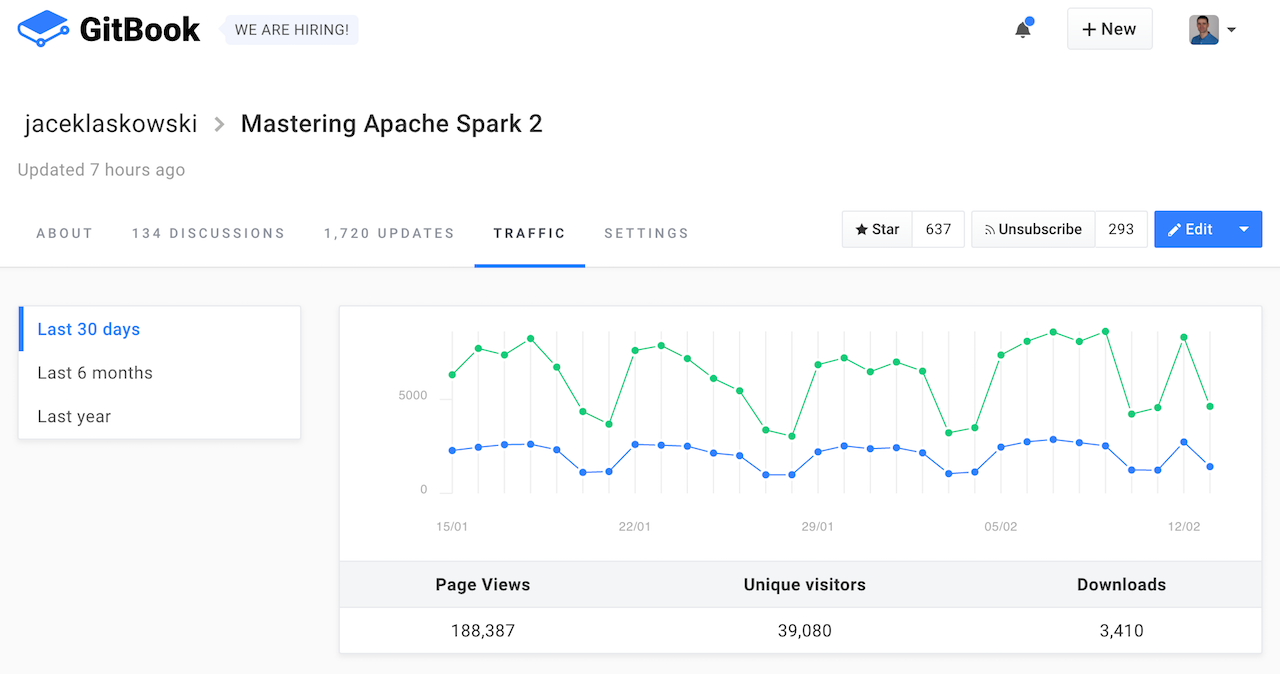 GitBook WE ARE HIRING! + New
jaceklaskowski > Mastering Apache Spark 2
Updated 7 hours ago
ABOUT 134 DISCUSSIONS 1,720 UPDATES TRAFFIC SETTINGS Star 637 Unsubscribe 293 Edit
Last 30 days
Last 6 months
Last year
5000
0
15/01 22/01 29/01 05/02 12/02
Page Views Unique visitors Downloads
188,387 39,080 3,410